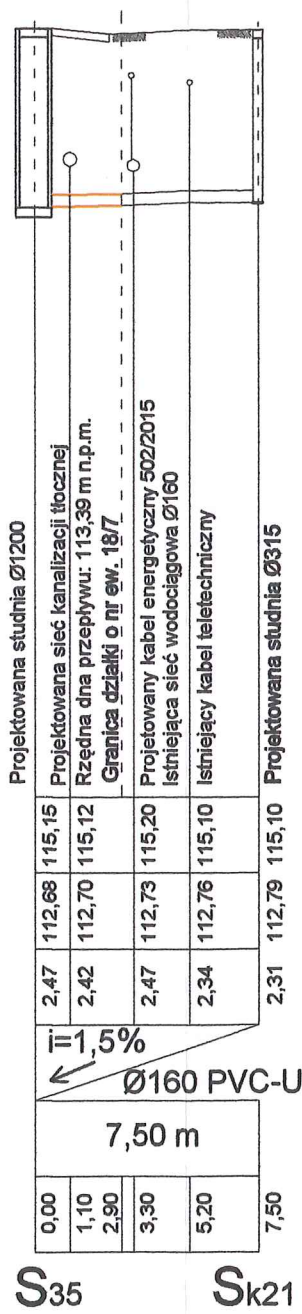 Projektowana studnia Ø1200
Projektowana sieć kanalizacji tłocznej
Rzędna dna przepływu: 113,39 m n.p.m.
Granica działki o nr ew. 18/7
Projetowany kabel energetyczny 502/2015
Istniejąca sieć wodociągowa Ø160
Istniejący kabel teletechniczny
Projektowana studnia Ø315
115,15
115,12
115,20
115,10
115,10
112,68
112,70
112,73
112,76
112,79
2,47
2,42
2,47
2,34
2,31
i=1,5%
Ø160 PVC-U
7,50 m
0,00
1,10
2,90
3,30
5,20
7,50
S35
Sk21